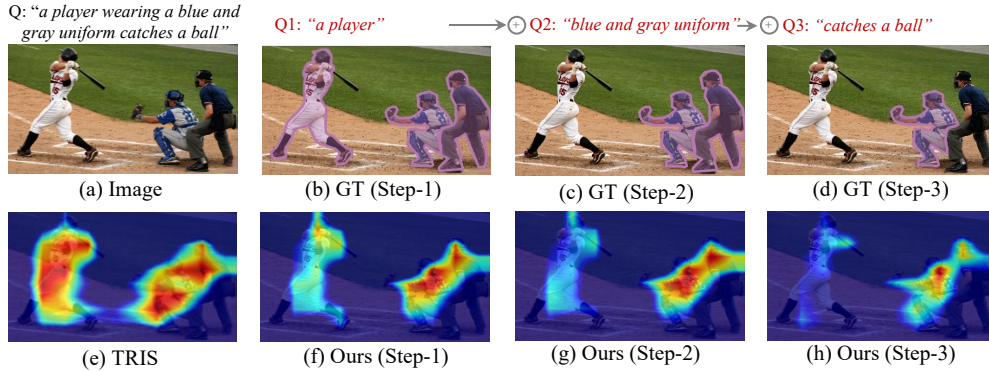 Q: “a player wearing a blue and
gray uniform catches a ball”
Q1: “a player”
Q2: “blue and gray uniform”
Q3: “catches a ball”
(a) Image
(b) GT (Step-1)
(c) GT (Step-2)
(d) GT (Step-3)
(e) TRIS
(f) Ours (Step-1)
(g) Ours (Step-2)
(h) Ours (Step-3)